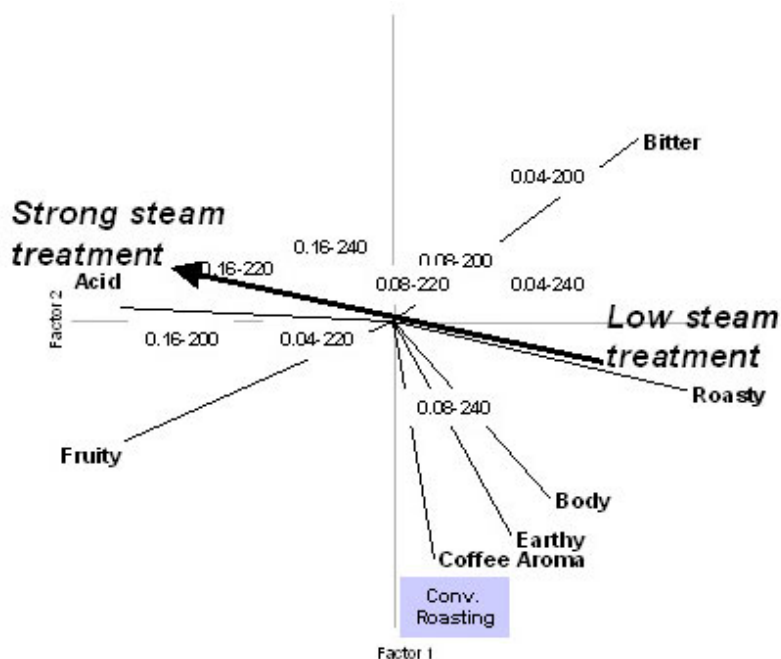 Bitter
0.04-200
Strong steam
treatment
0.16-240
0.08-200
0.16-220
0.08-220
0.04-240
Acid
Factor 2
0.16-200
0.04-220
Low steam
treatment
Roasty
0.08-240
Fruity
Body
Earthy
Coffee Aroma
Conv.
Roasting
Factor 1